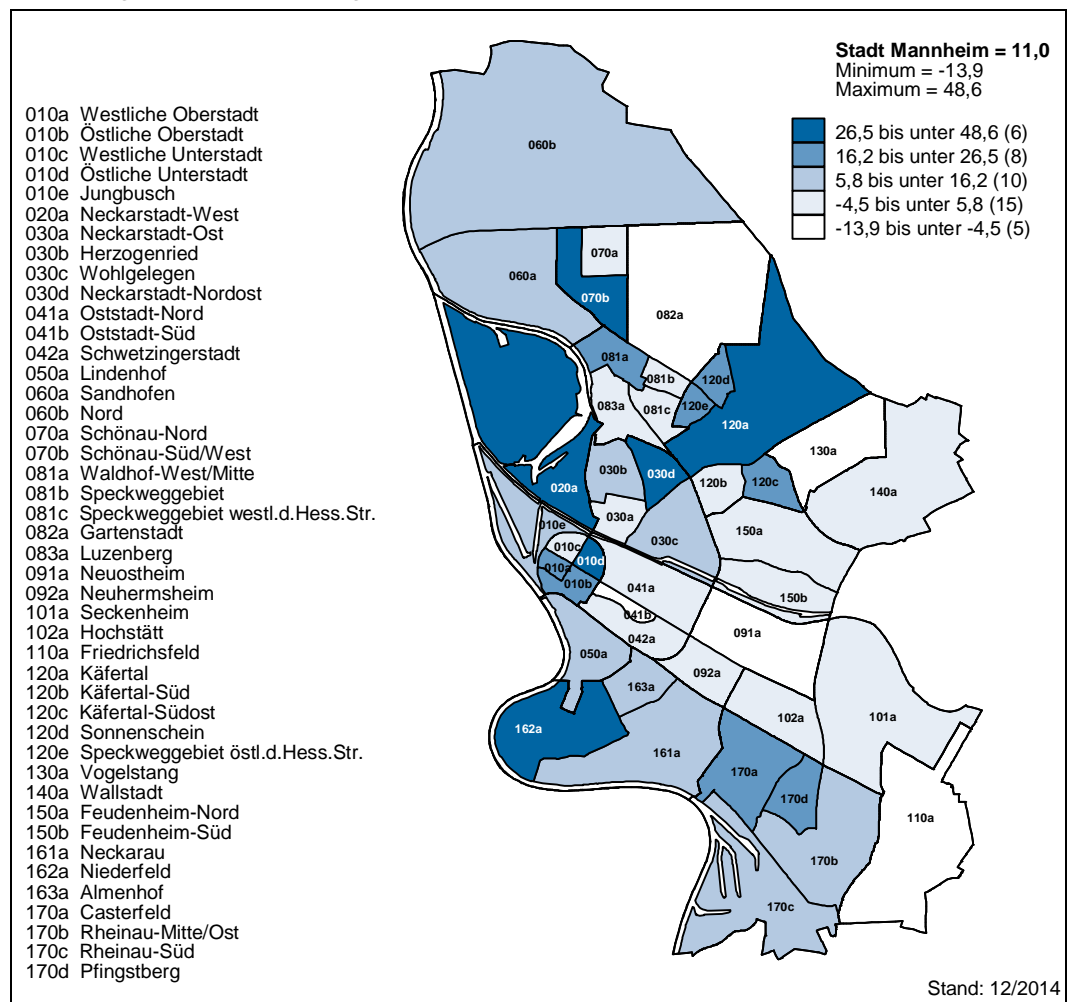 Stadt Mannheim = 11,0
Minimum = -13,9
Maximum = 48,6
26,5 bis unter 48,6 (6)
16,2 bis unter 26,5 (8)
5,8 bis unter 16,2 (10)
-4,5 bis unter 5,8 (15)
-13,9 bis unter -4,5 (5)
010a Westliche Oberstadt
010b Östliche Oberstadt
010c Westliche Unterstadt
010d Östliche Unterstadt
010e Jungbusch
020a Neckarstadt-West
030a Neckarstadt-Ost
030b Herzogenried
030c Wohlgelegen
030d Neckarstadt-Nordost
041a Oststadt-Nord
041b Oststadt-Süd
042a Schwetzingerstadt
050a Lindenhof
060a Sandhofen
060b Nord
070a Schönau-Nord
070b Schönau-Süd/West
081a Waldhof-West/Mitte
081b Speckweggebiet
081c Speckweggebiet westl.d.Hess.Str.
082a Gartenstadt
083a Luzenberg
091a Neuostheim
092a Neuhermsheim
101a Seckenheim
102a Hochstätt
110a Friedrichsfeld
120a Käfertal
120b Käfertal-Süd
120c Käfertal-Südost
120d Sonnenschein
120e Speckweggebiet östl.d.Hess.Str.
130a Vogelstang
140a Wallstadt
150a Feudenheim-Nord
150b Feudenheim-Süd
161a Neckarau
162a Niederfeld
163a Almenhof
170a Casterfeld
170b Rheinau-Mitte/Ost
170c Rheinau-Süd
170d Pfingstberg
060b
070a
060a
070b
082a
081a
081b
120d
083a
081c
120e
120a
130a
030b
030d
120b
120c
020a
140a
030a
010e
030c
150a
010c
010a
010d
010b
041a
150b
041b
042a
091a
050a
092a
163a
102a
101a
162a
161a
170a
170d
110a
170b
170c
Stand: 12/2014